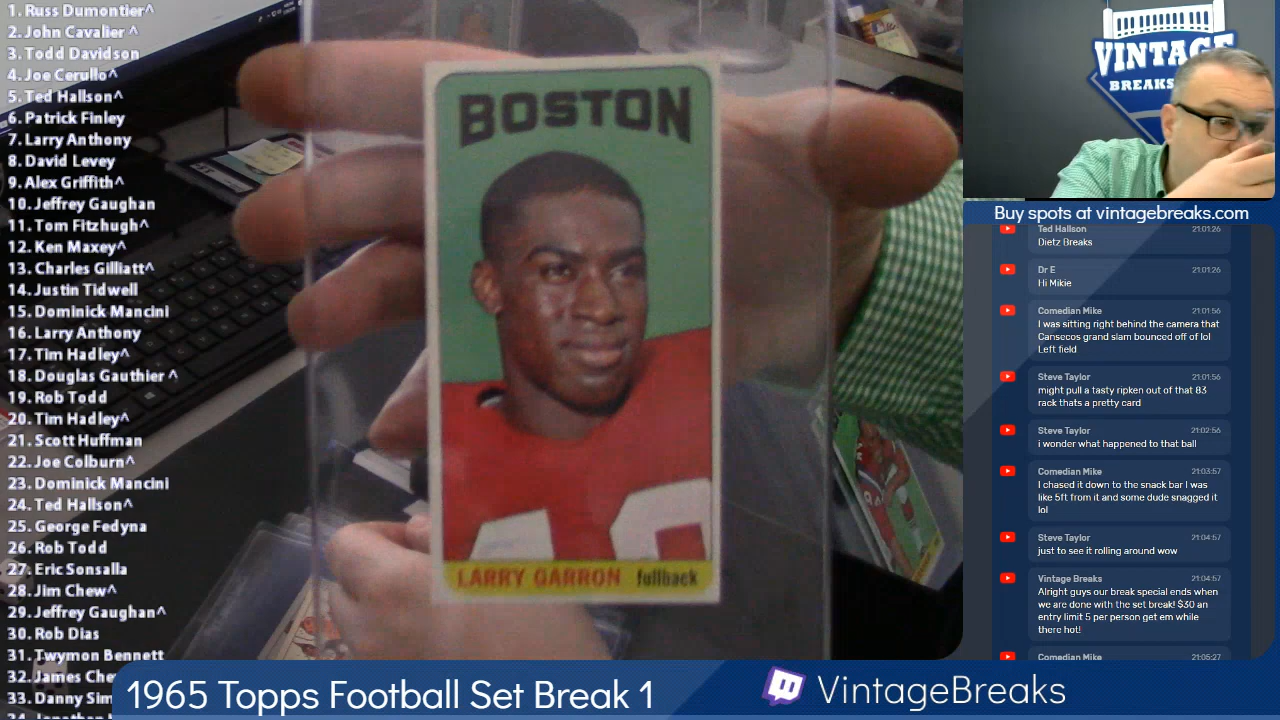 1. Russ Dumontier^
2. John Cavalier ^
3. Todd Davidson
4. Joe Cerullo^
5. Ted Hallson^
6. Patrick Finley
7. Larry Anthony
8. David Levey
9. Alex Griffith^
10. Jeffrey Gaughan
11. Tom Fitzhugh^
12. Ken Maxey^
13. Charles Gilliatt^
14. Justin Tidwell
15. Dominick Mancini
16. Larry Anthony
17. Tim Hadley^
18. Douglas Gauthier ^
19. Rob Todd
20. Tim Hadley^
21. Scott Huffman
22. Joe Colburn^
23. Dominick Mancini
24. Ted Hallson^
25. George Fedyna
26. Rob Todd
27. Eric Sonsalla
28. Jim Chew^
29. Jeffrey Gaughan^
30. Rob Dias
31. Twymon Bennett
32. James Che
33. Danny Sim
BOSTON
LARRY GARRON fullback
VINTAGE
BREAKS
Buy spots at vintagebreaks.com
Ted Hallson 21:01:26
Dietz Breaks
Dr E 21:01:26
Hi Mikie
Comedian Mike 21:01:56
I was sitting right behind the camera that
Cansecos grand slam bounced off of lol
Left field
Steve Taylor 21:01:56
might pull a tasty ripken out of that 83
rack thats a pretty card
Steve Taylor 21:02:56
i wonder what happened to that ball
Comedian Mike 21:03:57
I chased it down to the snack bar I was
like 5ft from it and some dude snagged it
lol
Steve Taylor 21:04:57
just to see it rolling around wow
Vintage Breaks 21:04:57
Alright guys our break special ends when
we are done with the set break! $30 an
entry limit 5 per person get em while
there hot!
Comedian Mike 21:05:27
1965 Topps Football Set Break 1
VintageBreaks